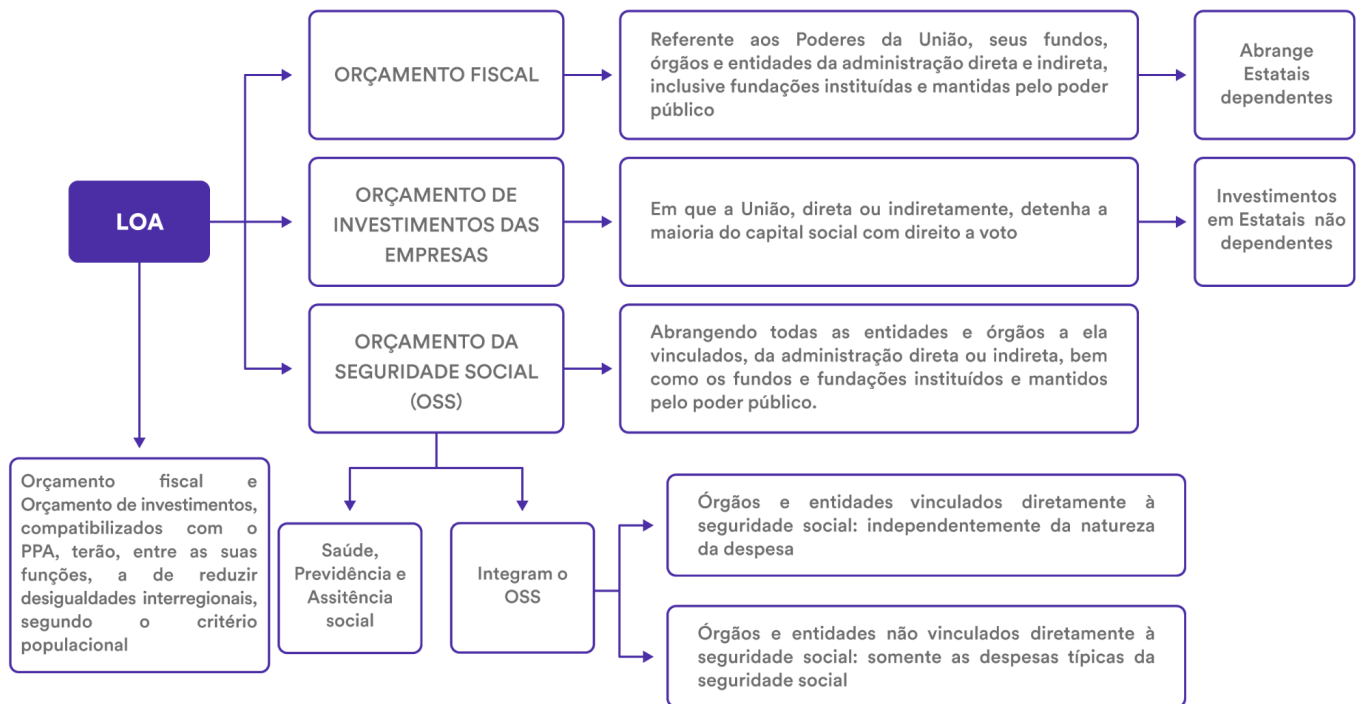 ORÇAMENTO FISCAL
Referente aos Poderes da União, seus fundos,
órgãos e entidades da administração direta e indireta,
inclusive fundações instituídas e mantidas pelo poder
público
Abrange
Estatais
dependentes
LOA
ORÇAMENTO DE
INVESTIMENTOS DAS
EMPRESAS
Em que a União, direta ou indiretamente, detenha a
maioria do capital social com direito a voto
Investimentos
em Estatais não
dependentes
ORÇAMENTO DA
SEGURIDADE SOCIAL
(OSS)
Abrangendo todas as entidades e órgãos a ela
vinculados, da administração direta ou indireta, bem
como os fundos e fundações instituídos e mantidos
pelo poder público.
Orçamento fiscal e
Orçamento de investimentos,
compatibilizados com o
PPA, terão, entre as suas
funções, a de reduzir
desigualdades interregionais,
segundo o critério
populacional
Saúde,
Previdência e
Assitência
social
Integram o
OSS
Órgãos e entidades vinculados diretamente à
seguridade social: independentemente da natureza
da despesa
Órgãos e entidades não vinculados diretamente à
seguridade social: somente as despesas típicas da
seguridade social